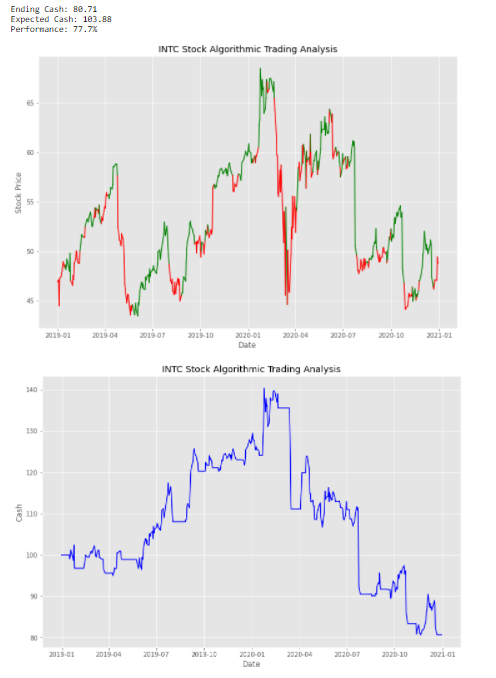 Ending Cash: 80.71
Expected Cash: 103.88
Performance: 77.7%
INTC Stock Algorithmic Trading Analysis
65
60
55
50
45
Stock Price
2019-01 2019-04 2019-07 2019-10 2020-01 2020-04 2020-07 2020-10 2021-01
Date
INTC Stock Algorithmic Trading Analysis
140
130
120
110
100
90
80
Cash
2019-01 2019-04 2019-07 2019-10 2020-01 2020-04 2020-07 2020-10 2021-01
Date